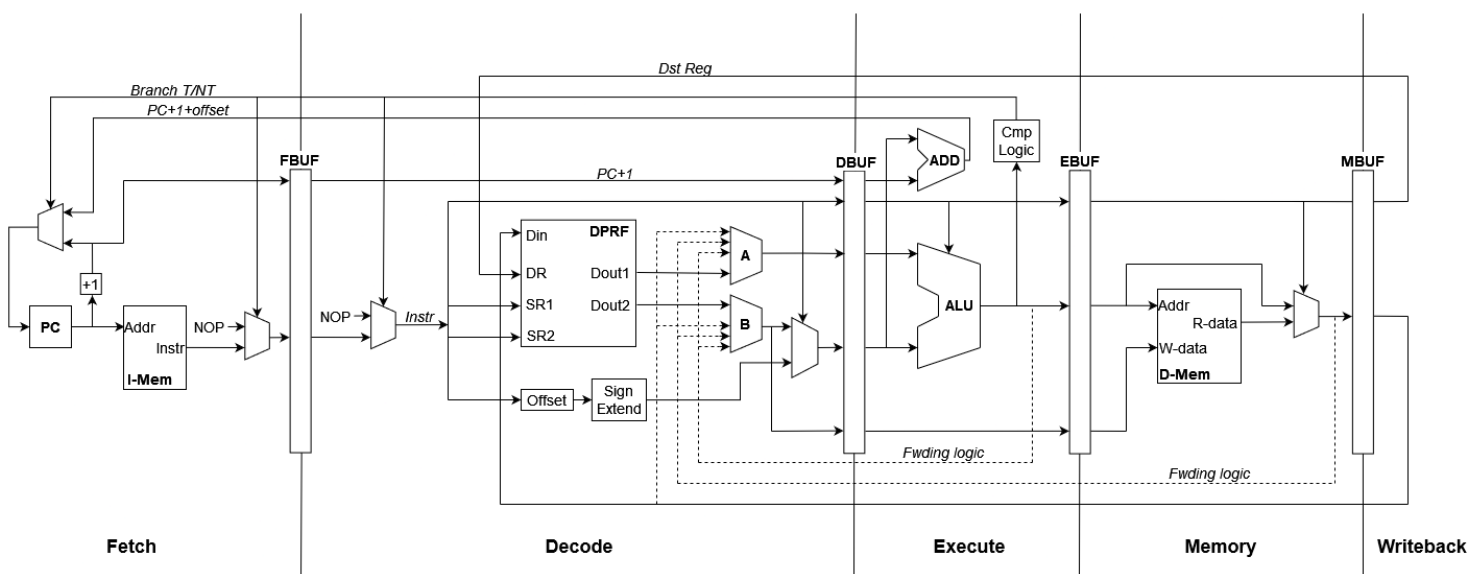 Dst Reg
Branch T/NT
PC+1+offset
Cmp
Logic
FBUF
DBUF
ADD
EBUF
MBUF
PC+1
Din
DPRF
A
DR
Dout1
+1
SR1
Dout2
ALU
PC
Addr
NOP
Instr
I-Mem
NOP
Instr
SR2
B
Addr
R-data
W-data
D-Mem
Offset
Sign
Extend
Fwding logic
Fwding logic
Fetch
Decode
Execute
Memory
Writeback